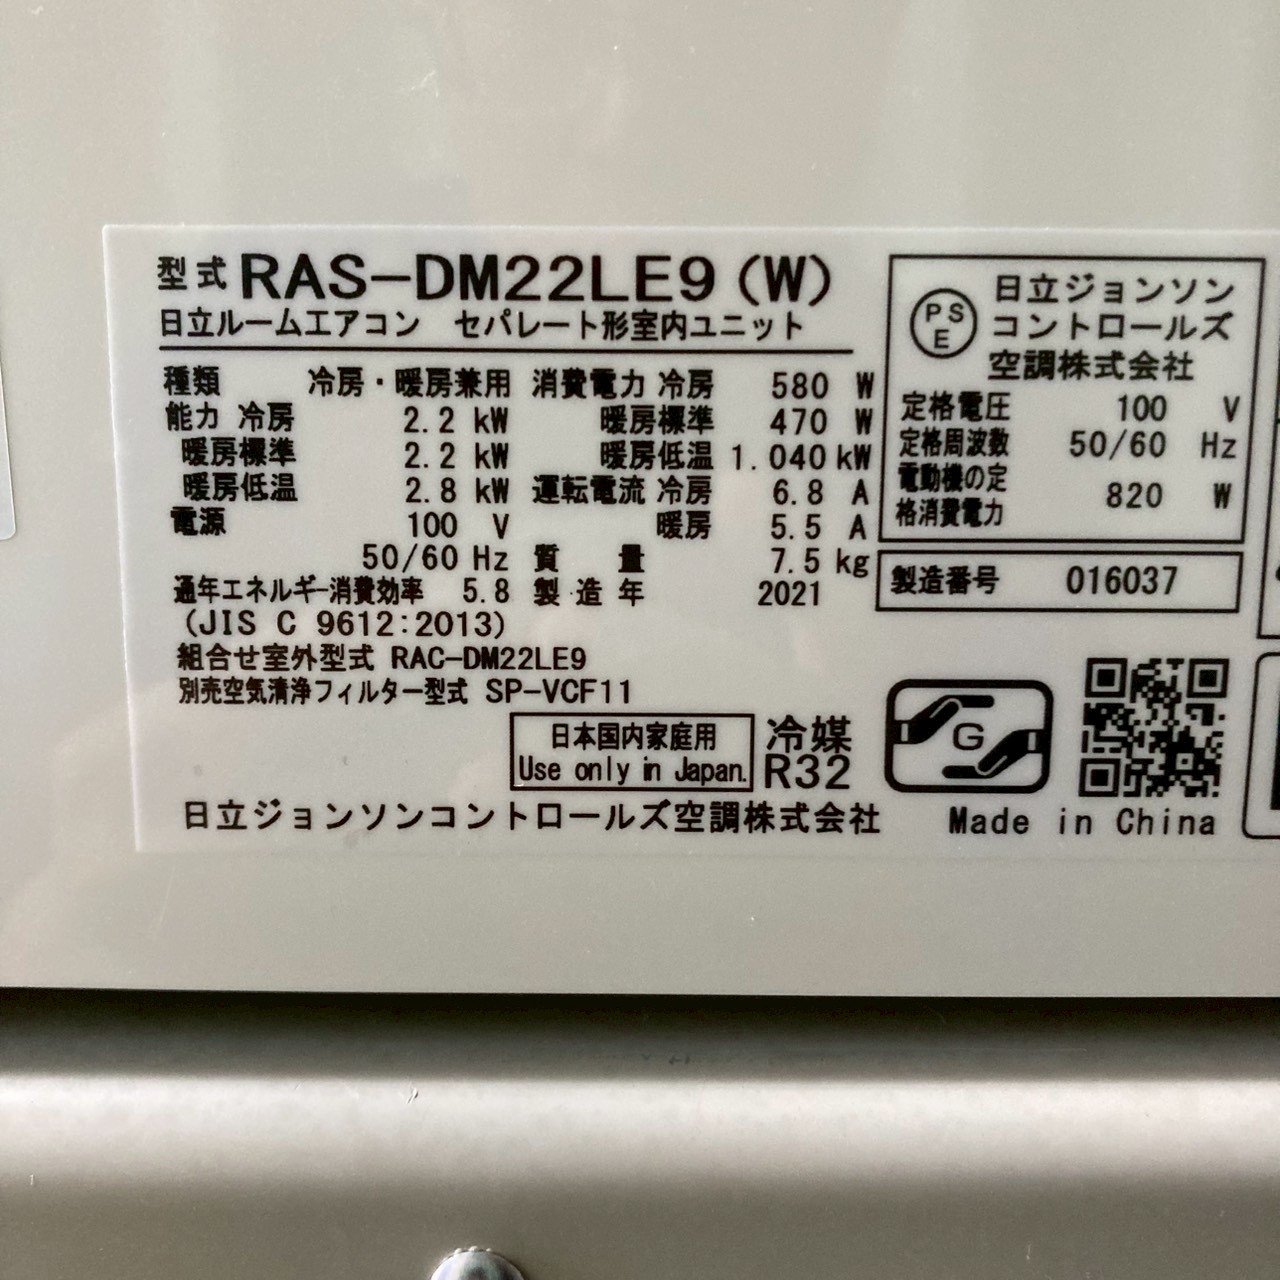 型式 RAS-DM22LE9 (W)
日立ルームエアコン セパレート形室内ユニット
種類 冷房・暖房兼用
能力 冷房 2.2 kW
暖房標準 2.2 kW
暖房低温 2.8 kW
電源 100 V
50/60 Hz
通年エネルギー消費効率 5.8
(JIS C 9612:2013)
消費電力 冷房 580 W
暖房標準 470 W
暖房低温 1.040 kW
運転電流 冷房 6.8 A
暖房 5.5 A
質量 7.5 kg
製造年 2021
組合せ室外型式 RAC-DM22LE9
別売空気清浄フィルター型式 SP-VCF11
日本国内家庭用
Use only in Japan.
冷媒
R32
日立ジョンソンコントロールズ空調株式会社
PS
E
日立ジョンソン
コントロールズ
空調株式会社
定格電圧 100 V
定格周波数 50/60 Hz
電動機の定
格消費電力 820 W
製造番号 016037
G
Made in China